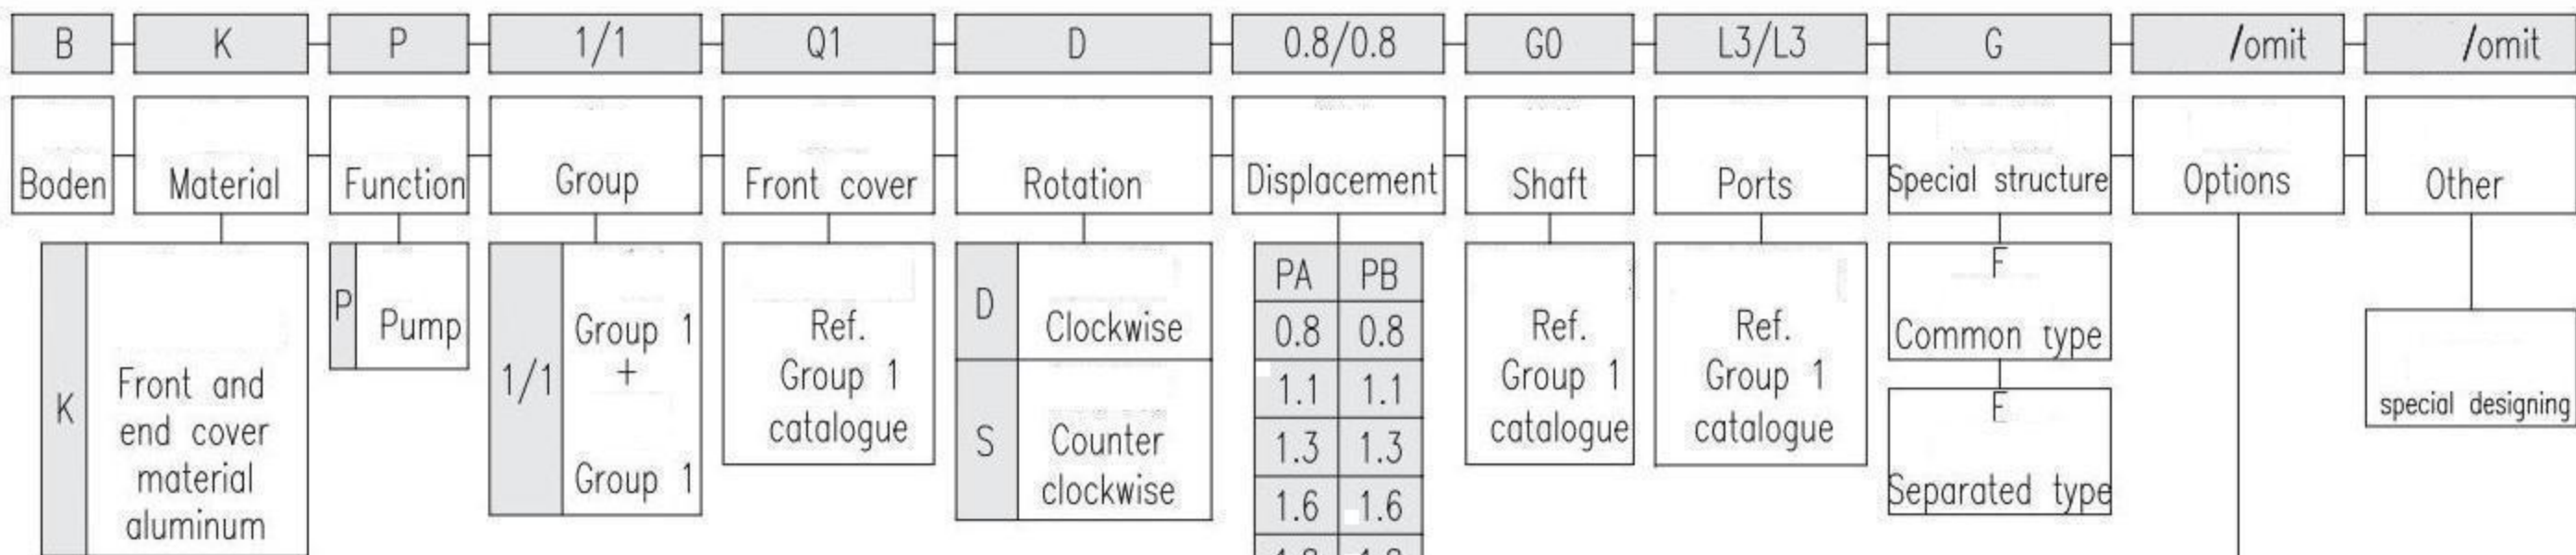 B K P 1/1 Q1 D 0.8/0.8 G0 L3/L3 G /omit /omit
Boden Material Function Group Front cover Rotation Displacement Shaft Ports Special structure Options Other
K
Front and
end cover
material
aluminum
P Pump
1/1
Group 1
+
Group 1
Ref.
Group 1
catalogue
D Clockwise
S
Counter
clockwise
PA PB
0.8 0.8
1.1 1.1
1.3 1.3
1.6 1.6
Ref.
Group 1
catalogue
Ref.
Group 1
catalogue
F
Common type
F
Separated type
special designing